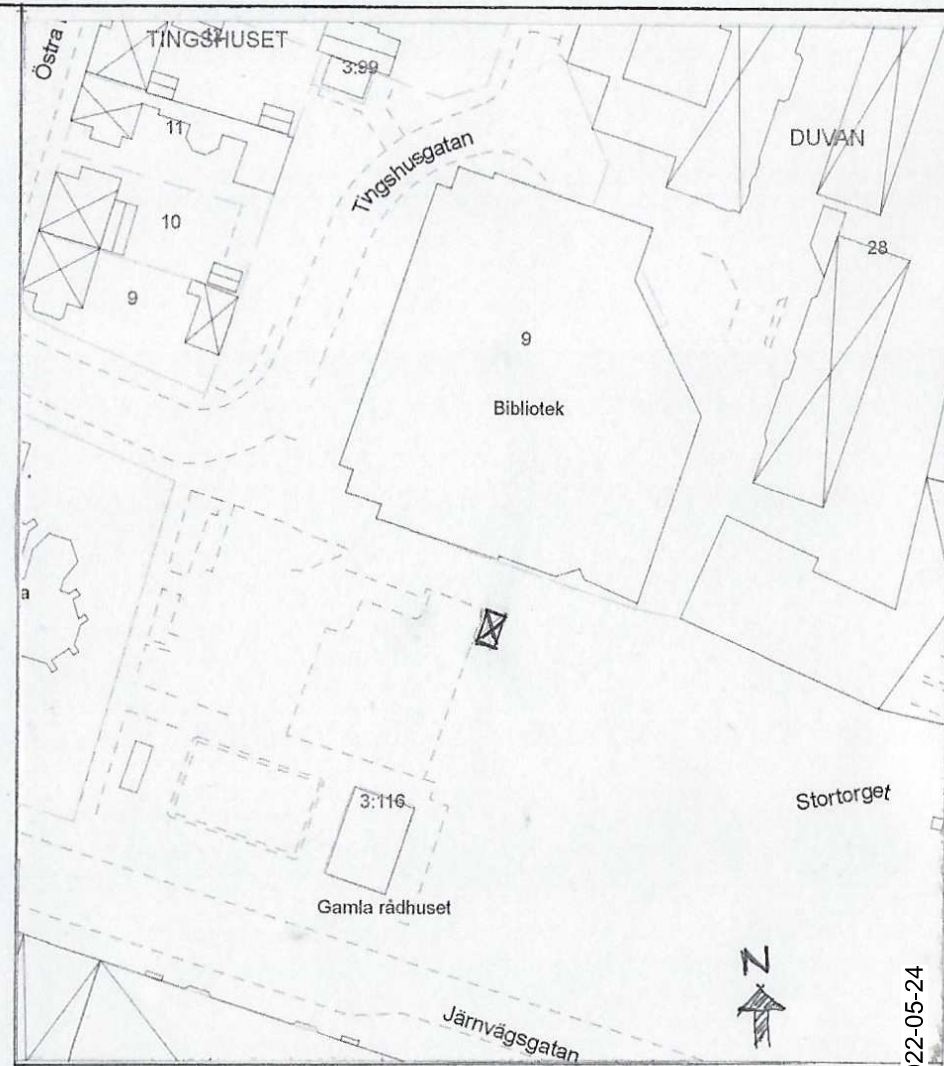 Östra
TINGSHUSET
3:99
11
Tingshusgatan
DUVAN
10
28
9
9
Bibliotek
a
Stortorget
3:116
Gamla rådhuset
N
Järnvägsgatan
022-05-24